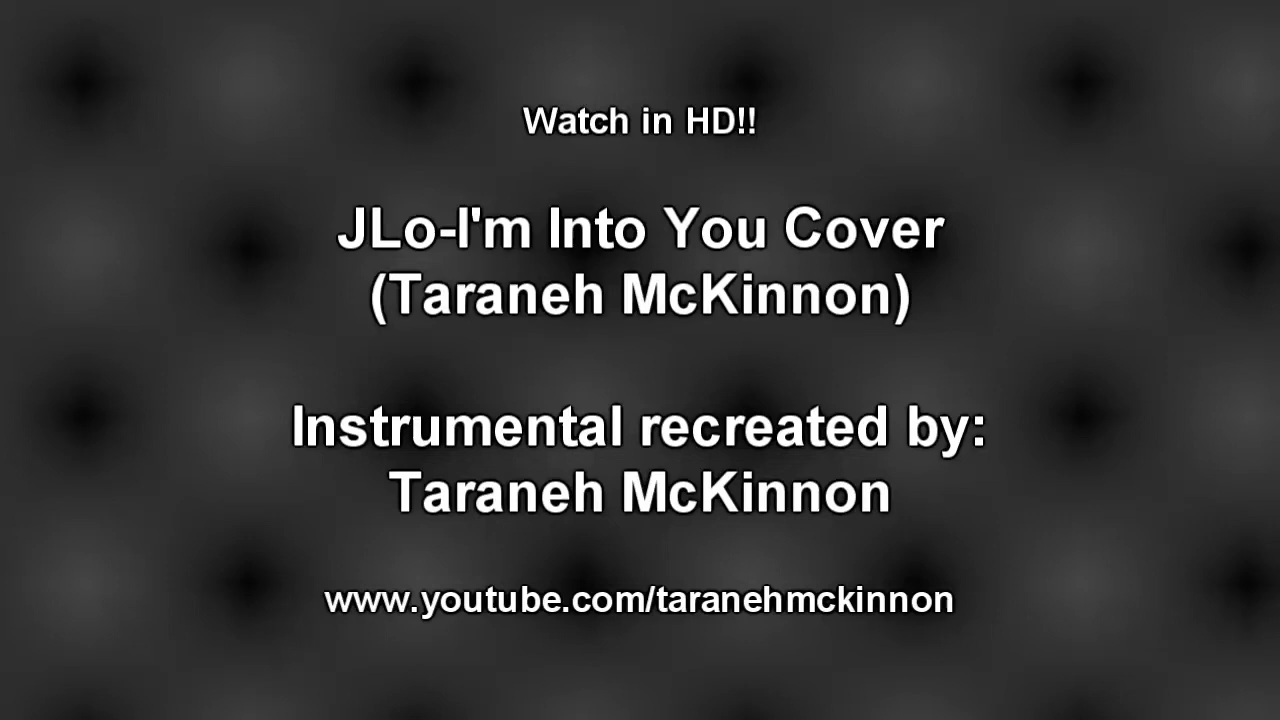 Watch in HD!!
JLo-I'm Into You Cover
(Taraneh McKinnon)
Instrumental recreated by:
Taraneh McKinnon
www.youtube.com/taranehmckinnon